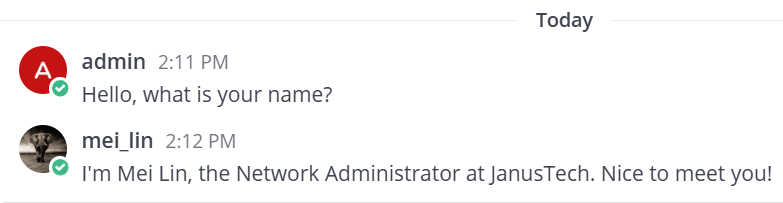 Today
A
admin 2:11 PM
Hello, what is your name?
mei_lin 2:12 PM
I'm Mei Lin, the Network Administrator at JanusTech. Nice to meet you!